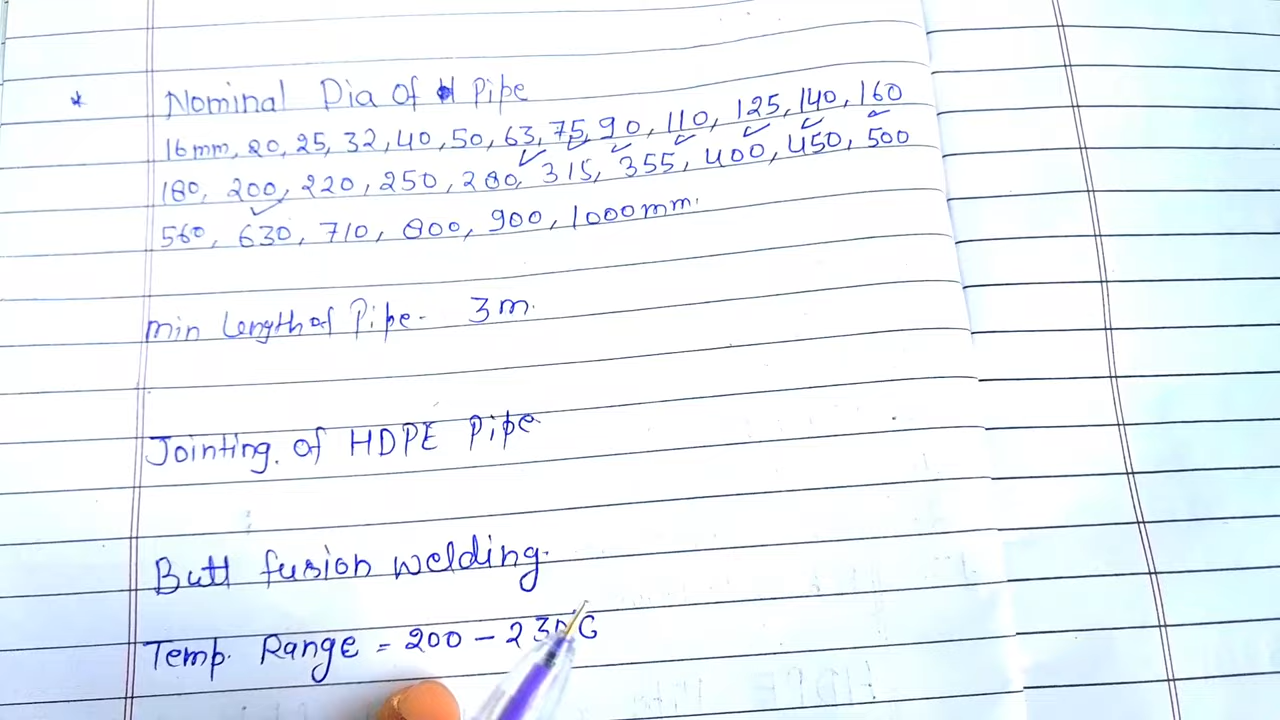 * Nominal Dia of Pipe
16mm, 20, 25, 32, 40, 50, 63, 75, 90, 110, 125, 140, 160
180, 200, 220, 250, 280, 315, 355, 400, 450, 500
560, 630, 710, 800, 900, 1000mm.
min Length of Pipe - 3m.
Jointing. of HDPE Pipe
Butt fusion welding.
Temp. Range = 200 -